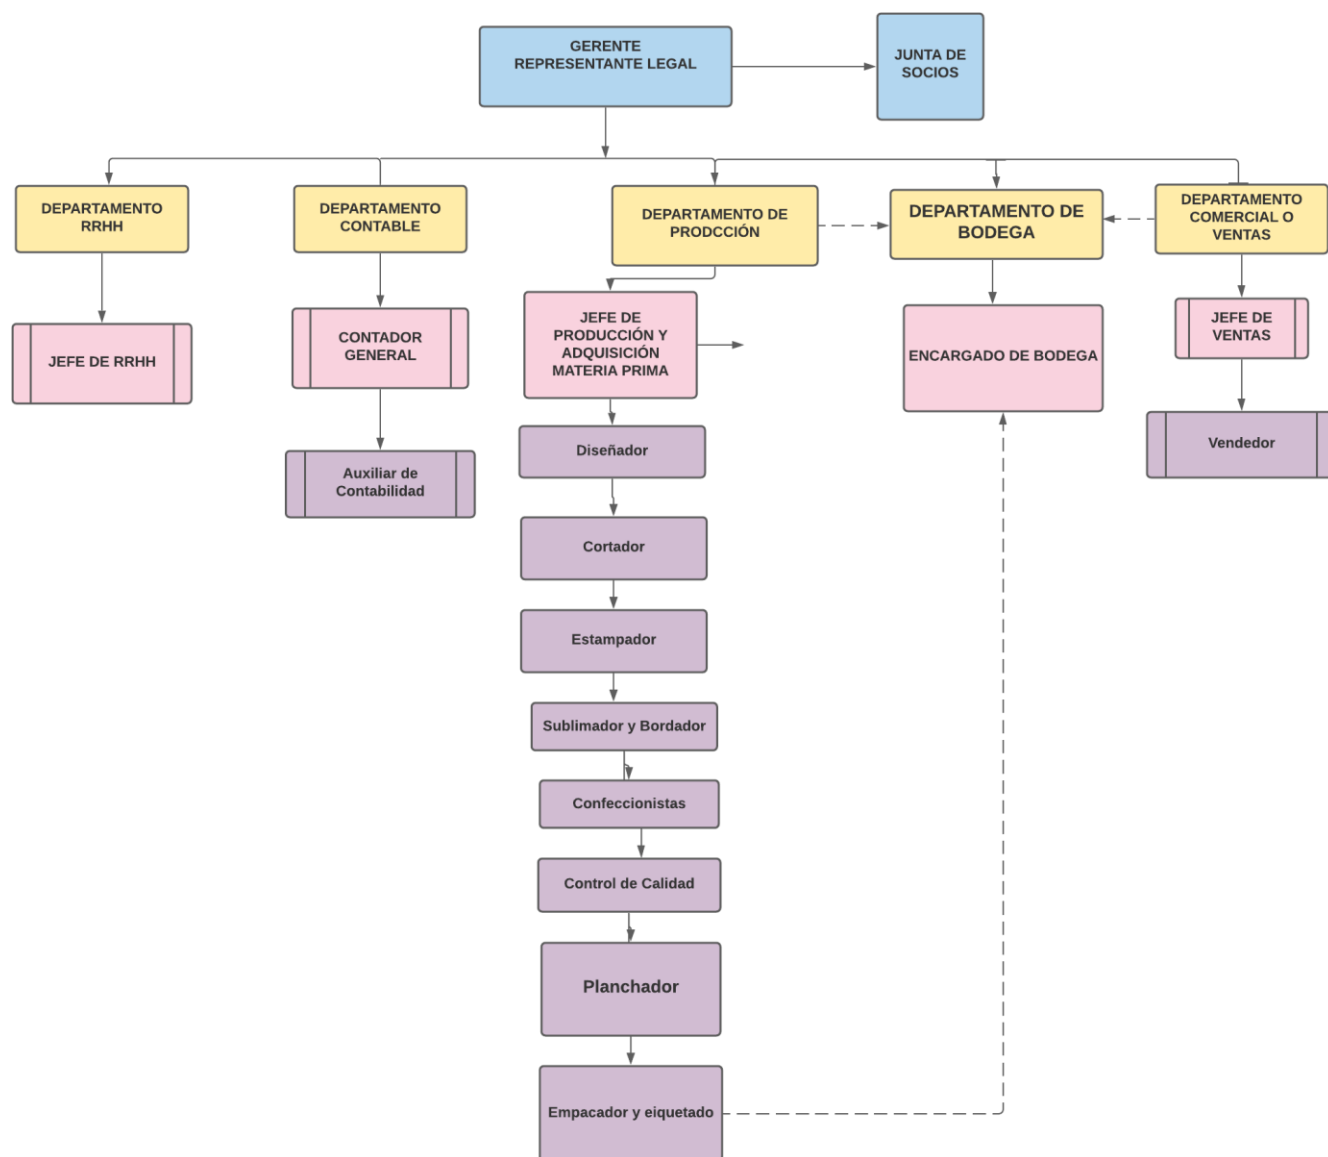 GERENTE
REPRESENTANTE LEGAL
JUNTA DE
SOCIOS
DEPARTAMENTO
RRHH
DEPARTAMENTO
CONTABLE
DEPARTAMENTO DE
PRODCCIÓN
DEPARTAMENTO DE
BODEGA
DEPARTAMENTO
COMERCIAL O
VENTAS
JEFE DE RRHH
CONTADOR
GENERAL
JEFE DE
PRODUCCIÓN Y
ADQUISICIÓN
MATERIA PRIMA
ENCARGADO DE BODEGA
JEFE DE
VENTAS
Auxiliar de
Contabilidad
Diseñador
Vendedor
Cortador
Estampador
Sublimador y Bordador
Confeccionistas
Control de Calidad
Planchador
Empacador y eiquetado